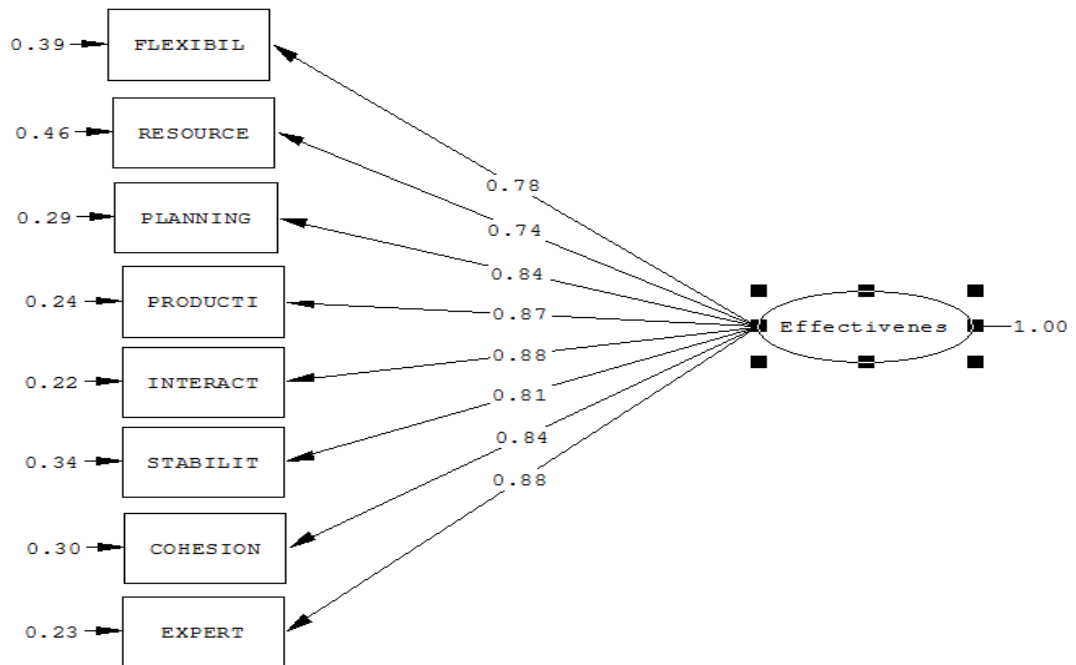 0.39 FLEXIBIL
0.46 RESOURCE
0.78
0.29 PLANNING
0.74
0.84
0.24 PRODUCTI
0.87
Effectivenes 1.00
0.88
0.22 INTERACT
0.81
0.84
0.34 STABILIT
0.88
0.30 COHESION
0.23 EXPERT